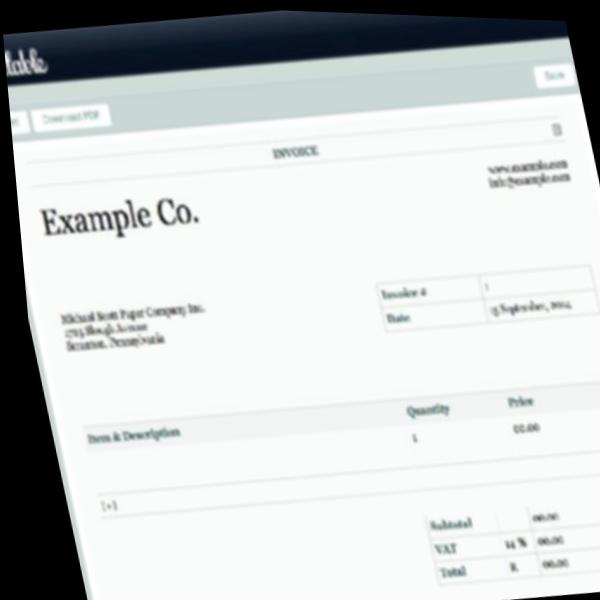 Download PDF
Save
INVOICE
www.example.com
info@example.com
Example Co.
Michael Scott Paper Company Inc.
1725 Slough Avenue
Scranton, Pennsylvania
Invoice # 1
Date 15 September, 2014
Item & Description Quantity Price
1 00.00
[+]
Subtotal 00.00
VAT 14 % 00.00
Total R 00.00